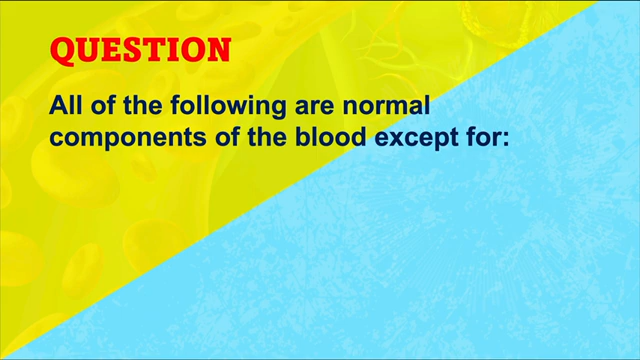 QUESTION
All of the following are normal
components of the blood except for: